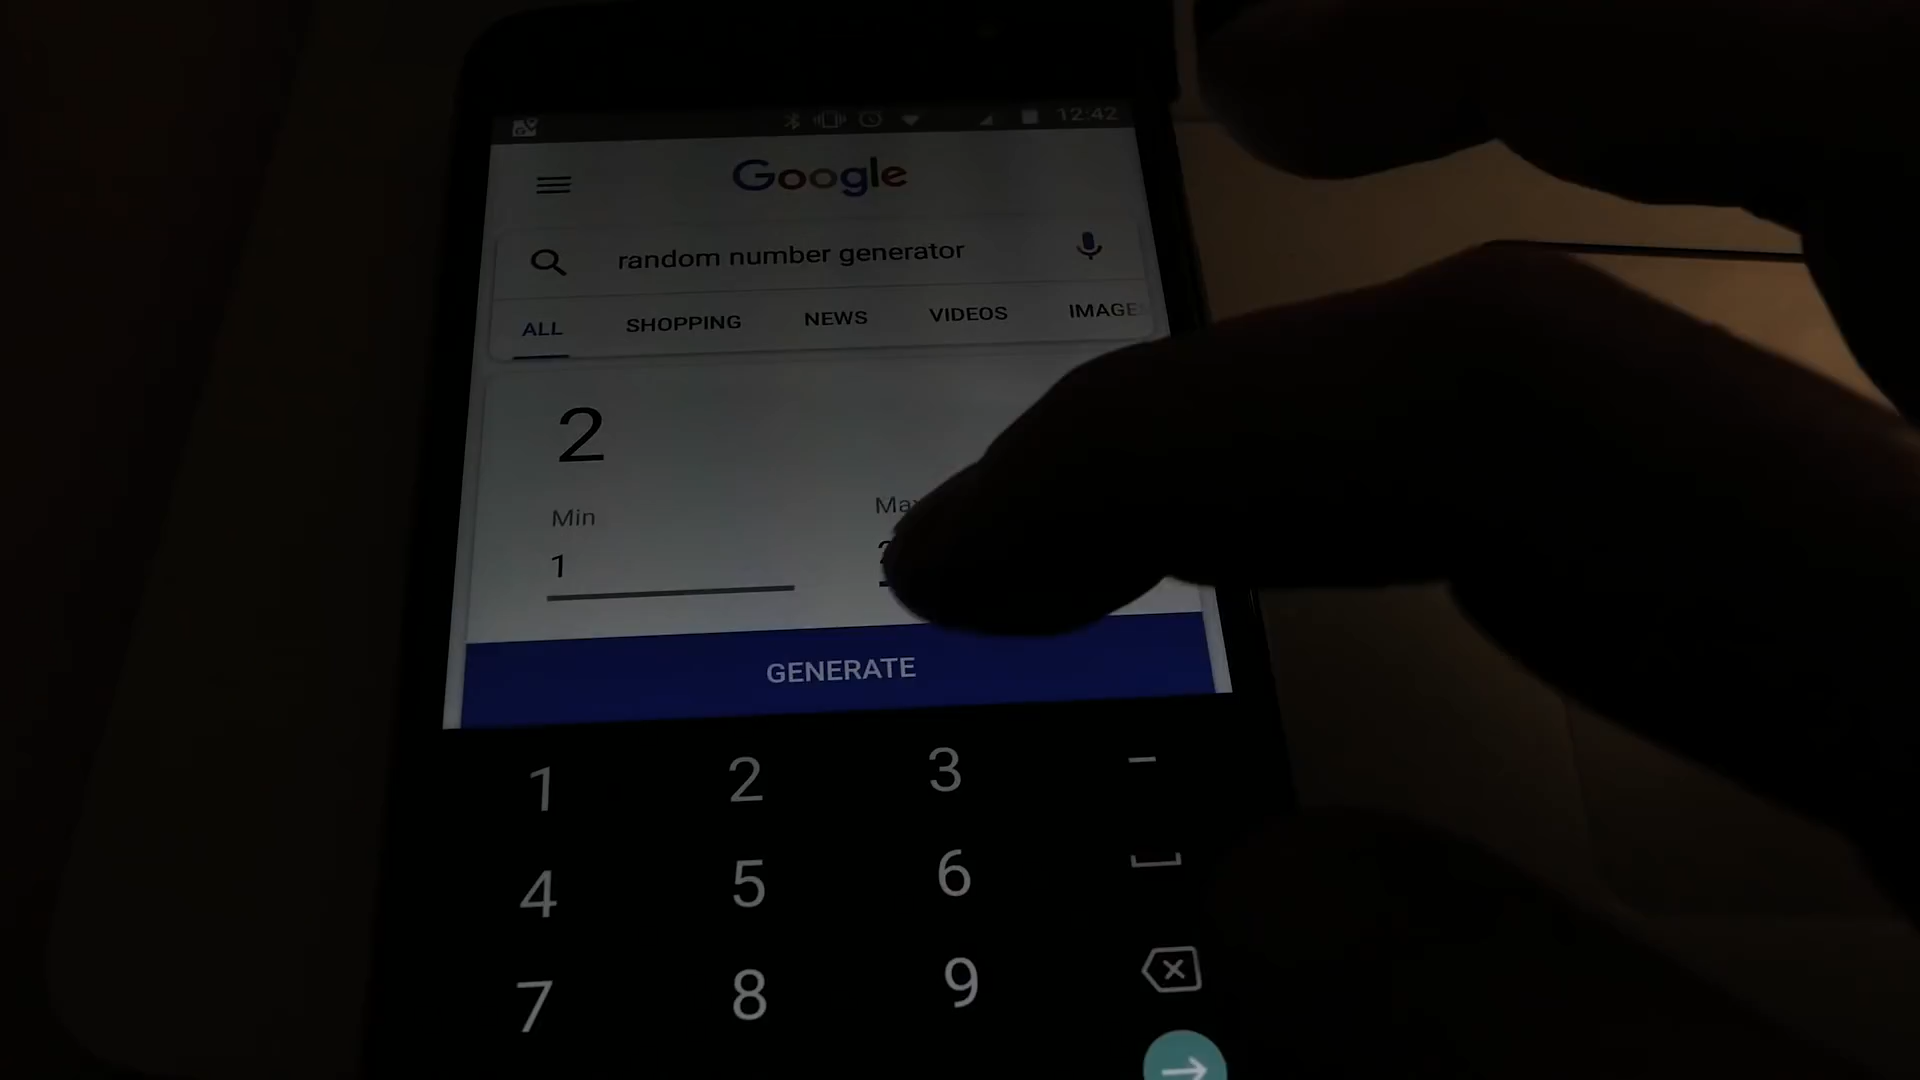 12:42
Google
random number generator
ALL SHOPPING NEWS VIDEOS IMAGE
2
Min
1
GENERATE
1 2 3 –
4 5 6
7 8 9